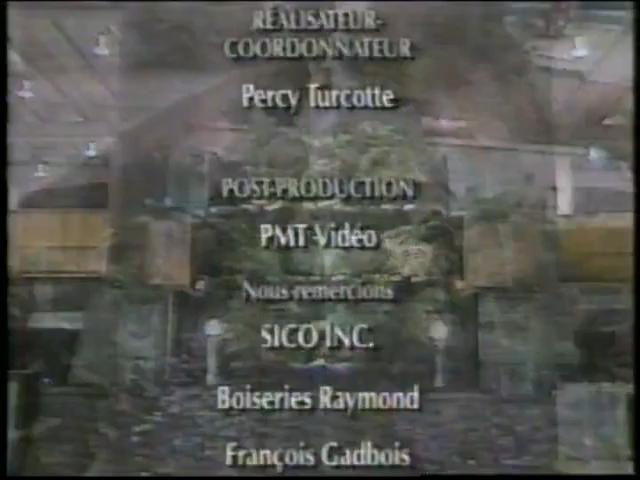 RÉALISATEUR-
COORDONNATEUR
Percy Turcotte
POST-PRODUCTION
PMT Vidéo
Nous remercions
SICO INC.
Boiseries Raymond
François Gadbois